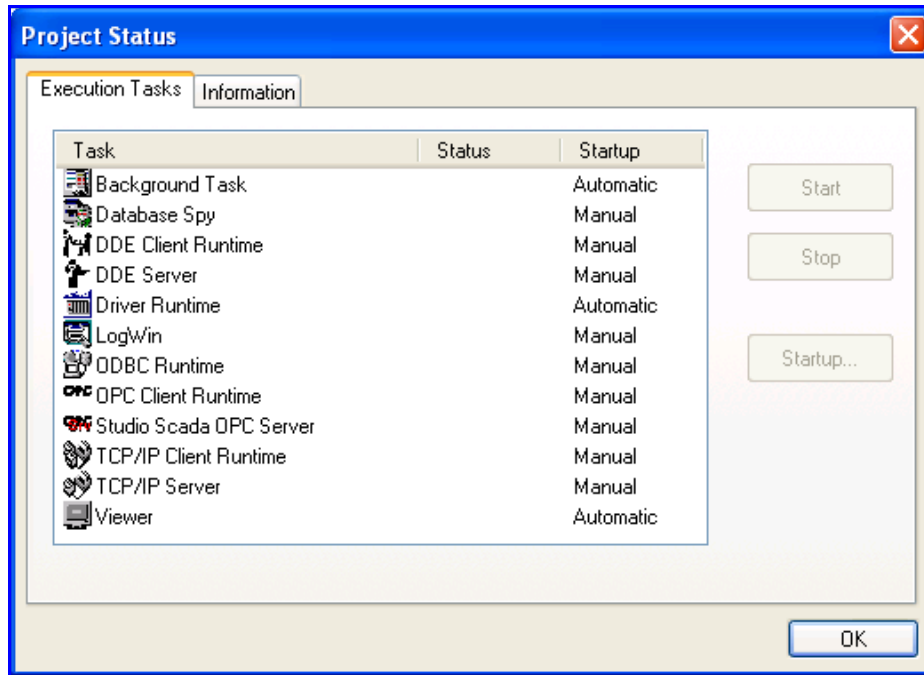 Project Status
Execution Tasks Information
Task Status Startup
Background Task Automatic
Database Spy Manual
DDE Client Runtime Manual
DDE Server Manual
Driver Runtime Automatic
LogWin Manual
ODBC Runtime Manual
OPC OPC Client Runtime Manual
OPC Studio Scada OPC Server Manual
TCP/IP Client Runtime Manual
TCP/IP Server Manual
Viewer Automatic
Start
Stop
Startup...
OK